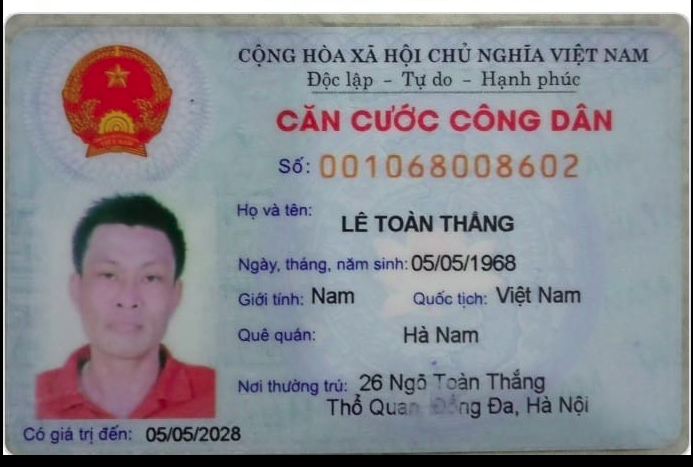 CỘNG HÒA XÃ HỘI CHỦ NGHĨA VIỆT NAM
Độc lập - Tự do - Hạnh phúc
CĂN CƯỚC CÔNG DÂN
Số: 001068008602
Họ và tên:
LÊ TOÀN THẮNG
Ngày, tháng, năm sinh: 05/05/1968
Giới tính: Nam Quốc tịch: Việt Nam
Quê quán: Hà Nam
Nơi thường trú: 26 Ngõ Toàn Thắng
Thổ Quan Đống Đa, Hà Nội
Có giá trị đến: 05/05/2028
VIỆT NAM